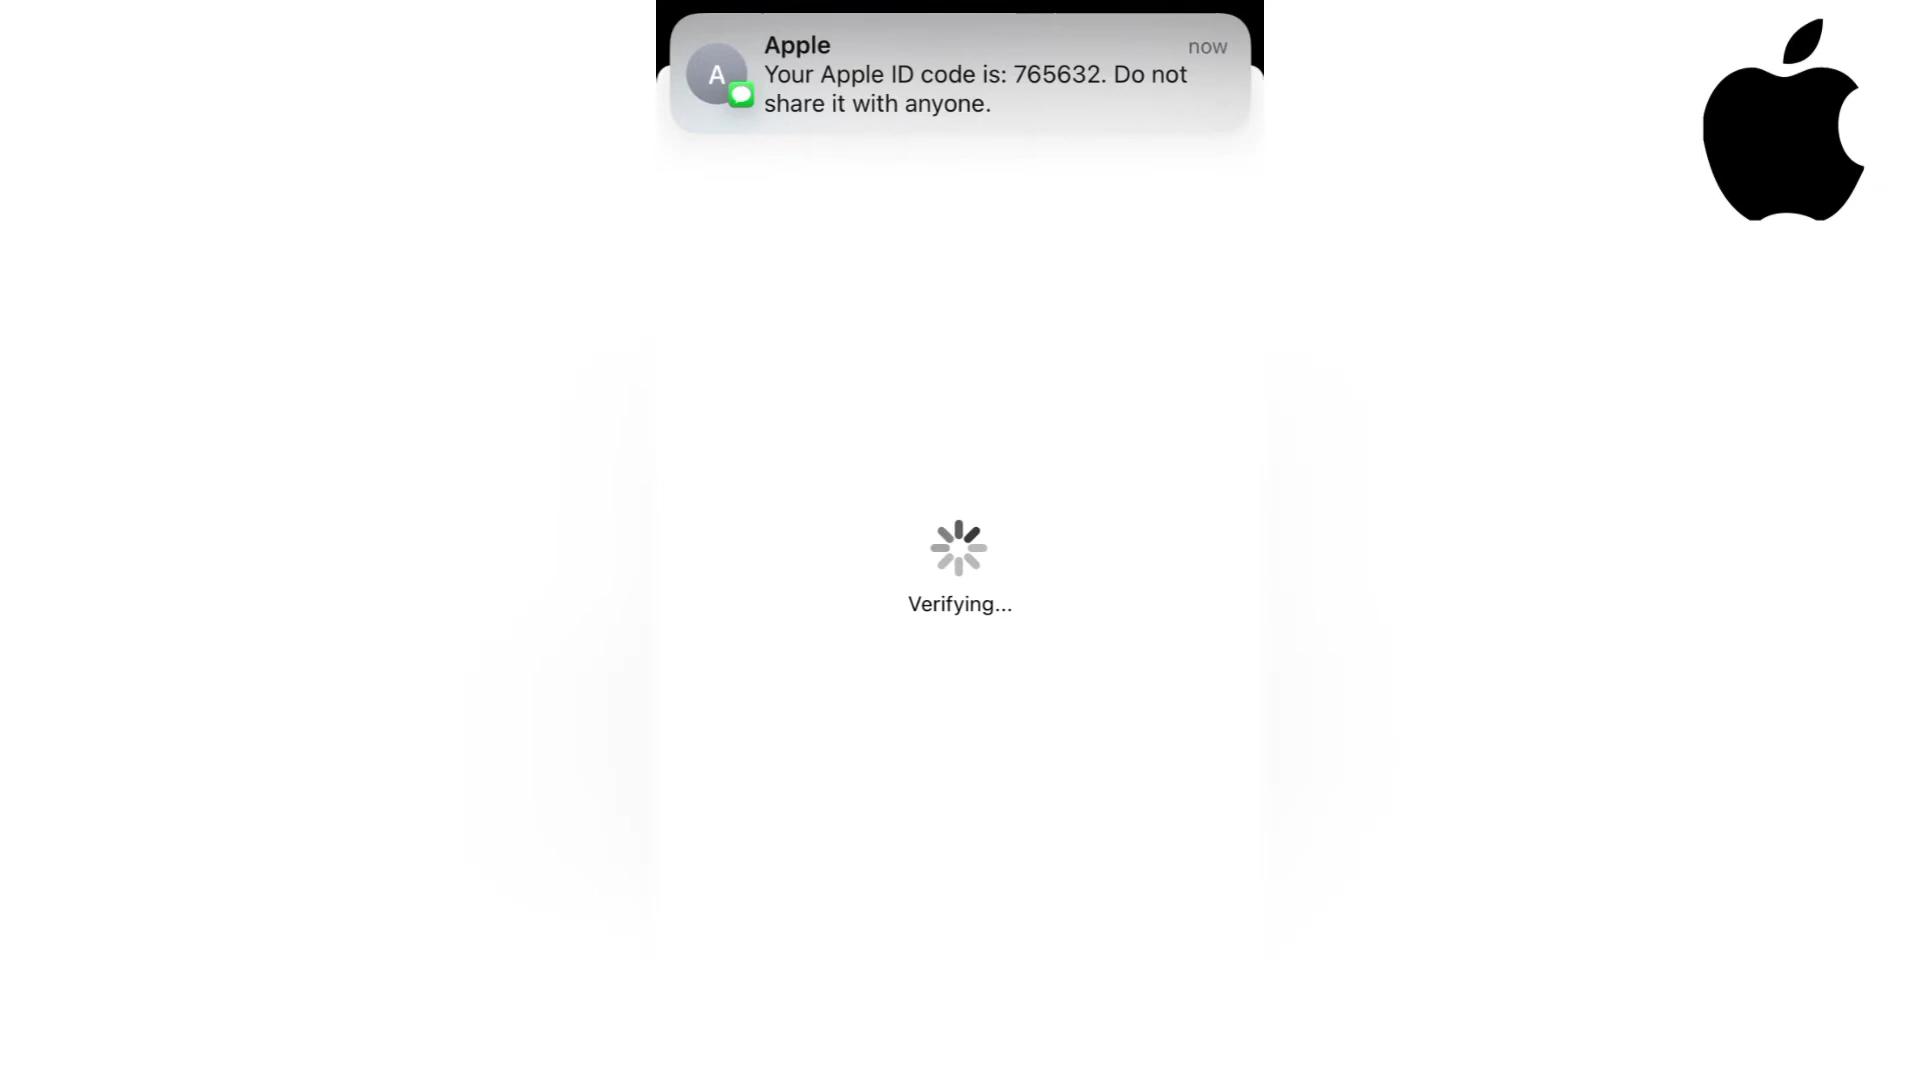 Apple
now
A
Your Apple ID code is: 765632. Do not
share it with anyone.
Verifying...